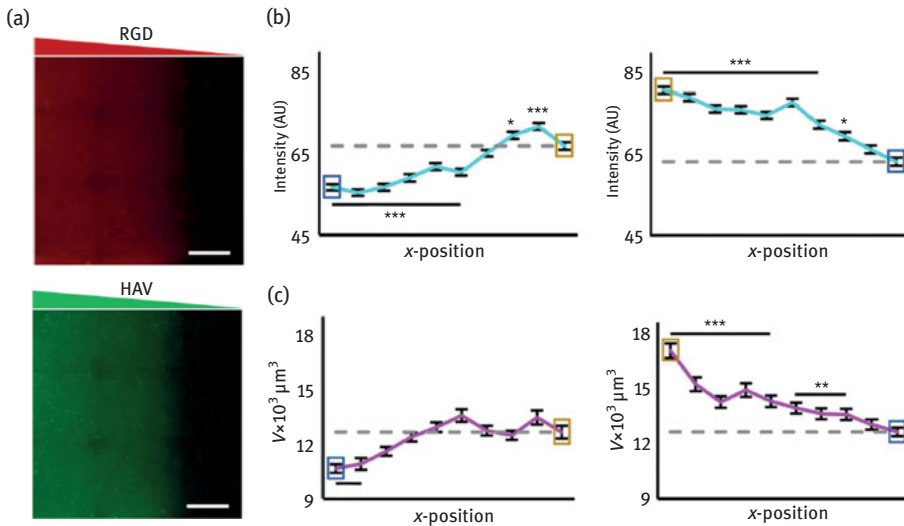 (a)
RGD
HAV
(b)
85
65
45
Intensity (AU)
***
*
***
x-position
85
65
45
Intensity (AU)
***
*
x-position
(c)
18
15
12
9
V×10³ μm³
x-position
18
15
12
9
V×10³ μm³
***
**
x-position